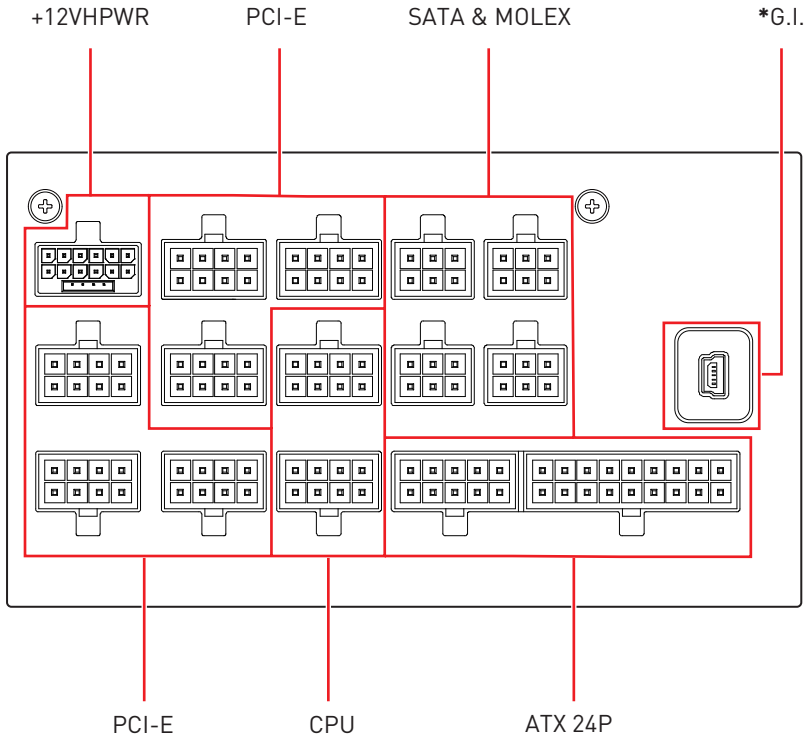 +12VHPWR
PCI-E
SATA & MOLEX
*G.I.
PCI-E
CPU
ATX 24P